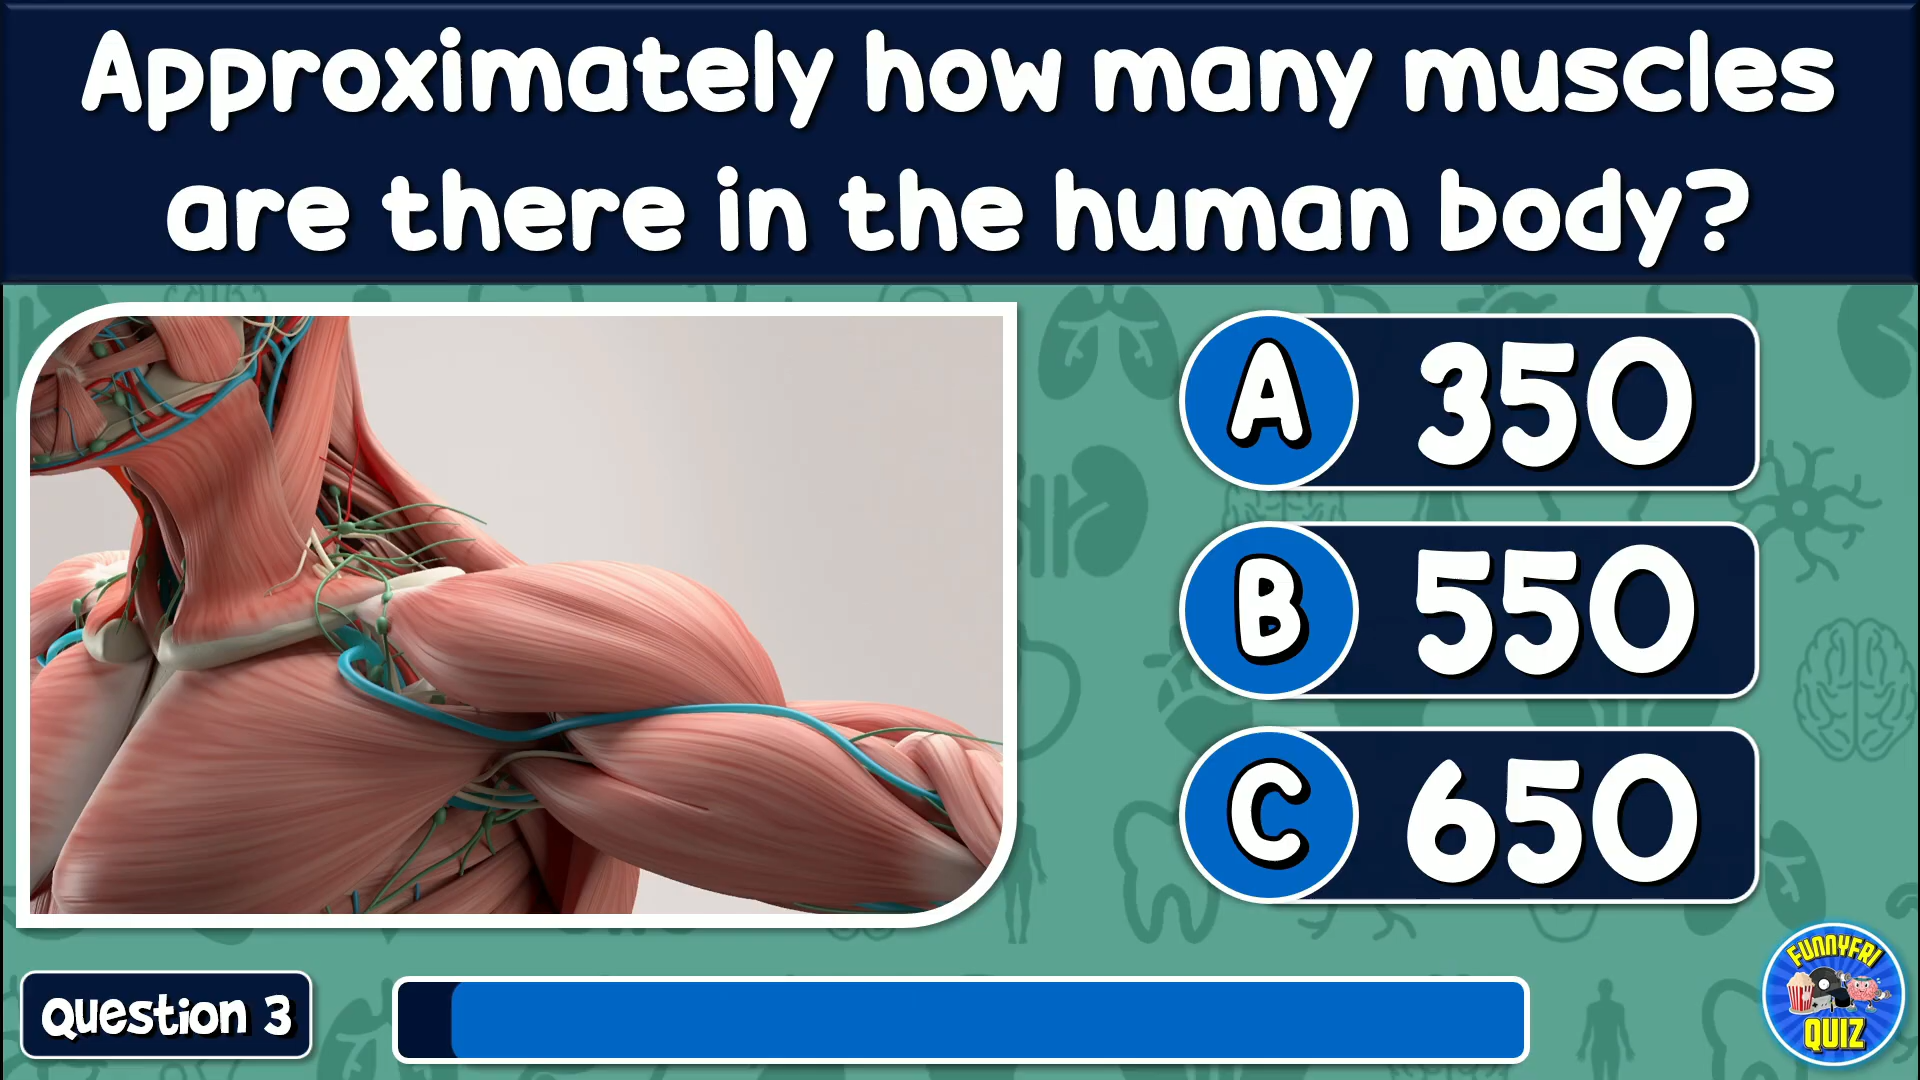 Approximately how many muscles
are there in the human body?
A 350
B 550
C 650
Question 3
FUNNYFRI
QUIZ